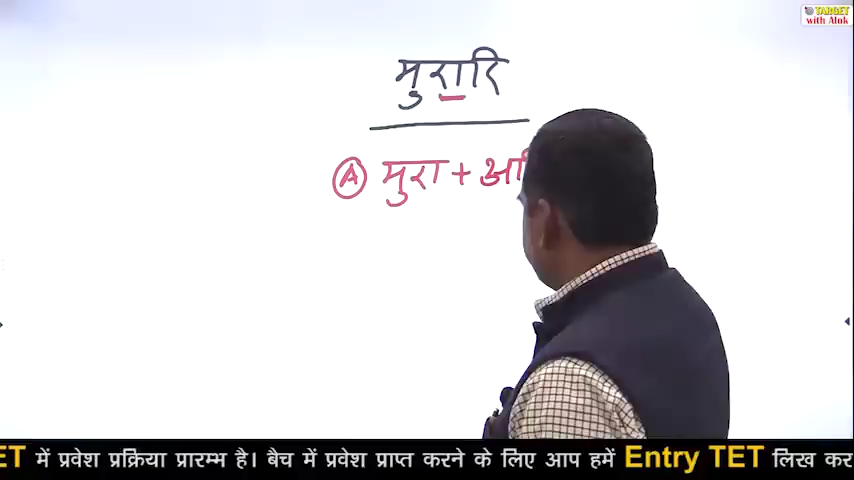 TARGET
with Alok
मुरारि
A मुरा +
ET में प्रवेश प्रक्रिया प्रारम्भ है। बैच में प्रवेश प्राप्त करने के लिए आप हमें Entry TET लिख कर